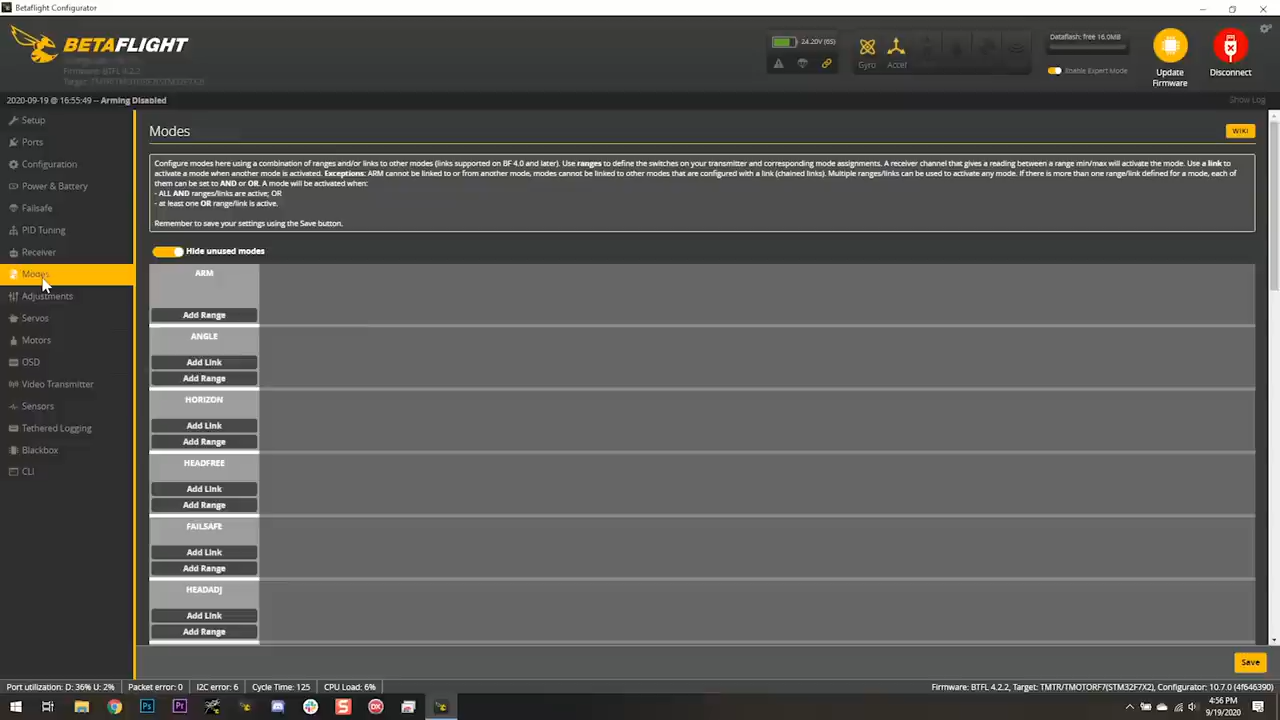 Betaflight Configurator
BETAFLIGHT
Firmware: BTFL 4.2.2
Target: TMTR/TMOTORF7(STM32F7X2)
24.20V (6S)
Gyro
Accel
Dataflash: free 16.0MB
Enable Expert Mode
Update
Firmware
Disconnect
2020-09-19 @ 16:55:49 -- Arming Disabled
Show Log
Setup
Ports
Configuration
Power & Battery
Failsafe
PID Tuning
Receiver
Modes
Adjustments
Servos
Motors
OSD
Video Transmitter
Sensors
Tethered Logging
Blackbox
CLI
Modes
WIKI
Configure modes here using a combination of ranges and/or links to other modes (links supported on BF 4.0 and later). Use ranges to define the switches on your transmitter and corresponding mode assignments. A receiver channel that gives a reading between a range min/max will activate the mode. Use a link to
activate a mode when another mode is activated. Exceptions: ARM cannot be linked to or from another mode, modes cannot be linked to other modes that are configured with a link (chained links). Multiple ranges/links can be used to activate any mode. If there is more than one range/link defined for a mode, each of
them can be set to AND or OR. A mode will be activated when:
- ALL AND ranges/links are active; OR
- at least one OR range/link is active.
Remember to save your settings using the Save button.
Hide unused modes
ARM
Add Range
ANGLE
Add Link
Add Range
HORIZON
Add Link
Add Range
HEADFREE
Add Link
Add Range
FAILSAFE
Add Link
Add Range
HEADADJ
Add Link
Add Range
Save
Port utilization: D: 36% U: 2%
Packet error: 0
I2C error: 6
Cycle Time: 125
CPU Load: 6%
Firmware: BTFL 4.2.2, Target: TMTR/TMOTORF7(STM32F7X2), Configurator: 10.7.0 (4f646390)
4:56 PM
9/19/2020